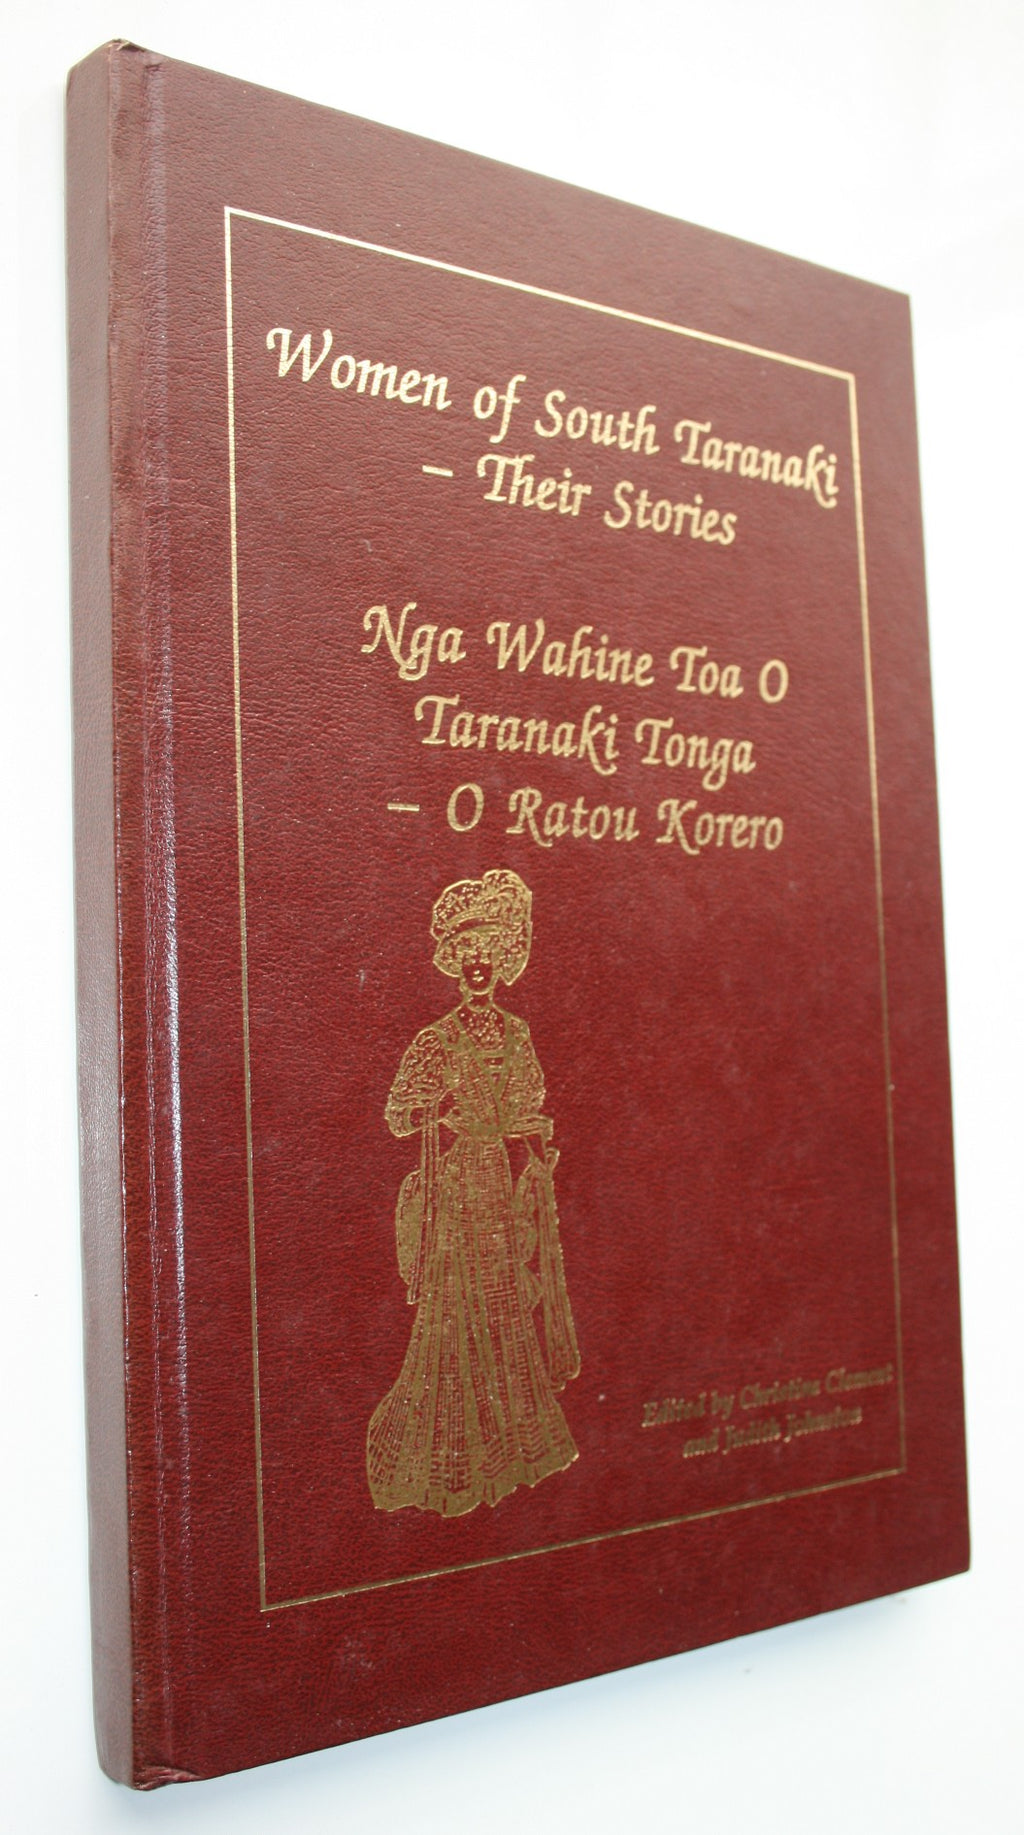 Women of South Taranaki
– Their Stories
Nga Wahine Toa O
Taranaki Tonga
– O Ratou Korero
Edited by Christine Clement
and Judith Johnston